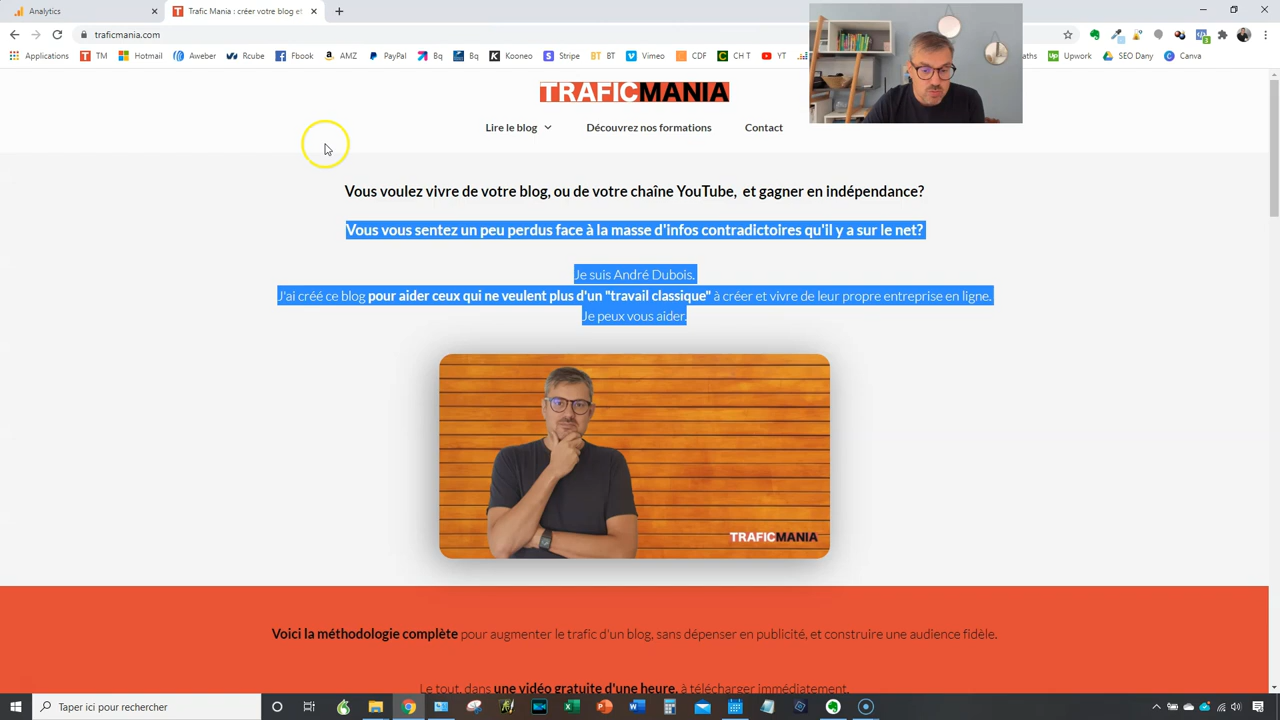 Analytics
Trafic Mania : créer votre blog et
traficmania.com
Analytics
TM
Hotmail
Aweber
Rcrut
Fbook
AMZ
PayPal
Bq
Bq
Kooneo
Stripe
BT
BT
Vimeo
CDF
CH T
YT
Upwork
SEO Dany
Cc
Canva
TRAFICMANIA
Lire le blog
Découvrez nos formations
Contact
Vous voulez vivre de votre blog, ou de votre chaîne YouTube, et gagner en indépendance?
Vous vous sentez un peu perdus face à la masse d'infos contradictoires qu'il y a sur le net?
Je suis André Dubois.
J'ai créé ce blog pour aider ceux qui ne veulent plus d'un "travail classique" à créer et vivre de leur propre entreprise en ligne.
Je peux vous aider.
TRAFICMANIA
Voici la méthodologie complète pour augmenter le trafic d'un blog, sans dépenser en publicité, et construire une audience fidèle.
Le tout, dans une vidéo gratuite d'une heure, à télécharger immédiatement.
Taper ici pour rechercher